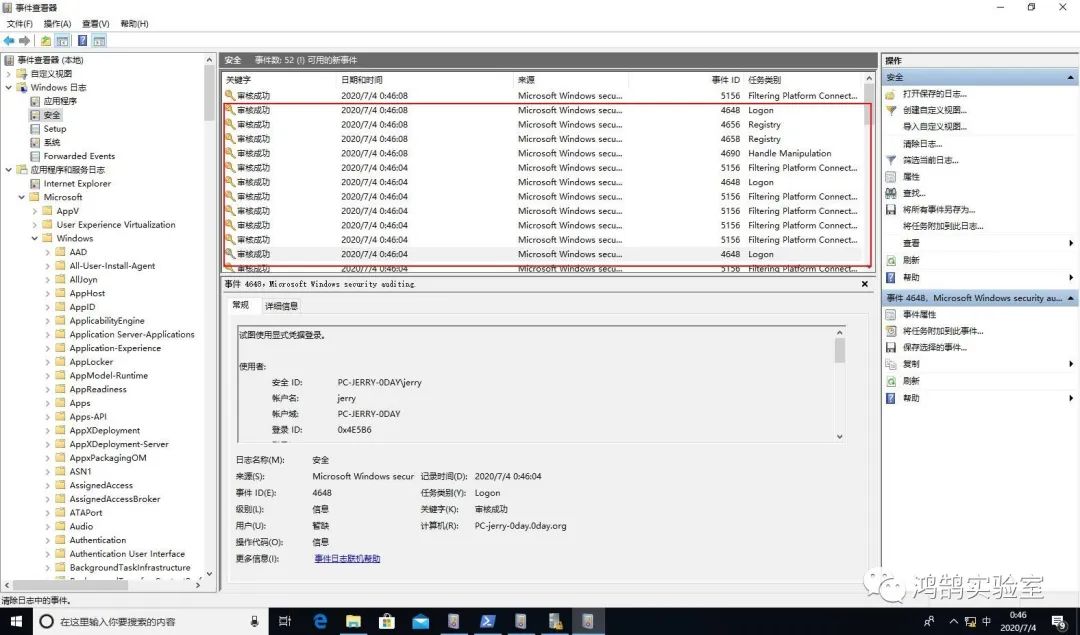 事件查看器
文件(F) 操作(A) 查看(V) 帮助(H)
事件查看器 (本地)
自定义视图
Windows 日志
应用程序
安全
Setup
系统
Forwarded Events
应用程序和服务日志
Internet Explorer
Microsoft
AppV
User Experience Virtualization
Windows
AAD
All-User-Install-Agent
AllJoyn
AppHost
AppID
ApplicabilityEngine
Application Server-Applications
Application-Experience
AppLocker
AppModel-Runtime
AppReadiness
Apps
Apps-API
AppXDeployment
AppXDeployment-Server
AppxPackagingOM
ASN1
AssignedAccess
AssignedAccessBroker
ATAPort
Audio
Authentication
Authentication User Interface
BackgroundTaskInfrastructure
安全 事件数: 52 (!) 可用的新事件
关键字 日期和时间 来源 事件 ID 任务类别
审核成功 2020/7/4 0:46:08 Microsoft Windows secu... 5156 Filtering Platform Connect...
审核成功 2020/7/4 0:46:08 Microsoft Windows secu... 4648 Logon
审核成功 2020/7/4 0:46:08 Microsoft Windows secu... 4656 Registry
审核成功 2020/7/4 0:46:08 Microsoft Windows secu... 4658 Registry
审核成功 2020/7/4 0:46:08 Microsoft Windows secu... 4690 Handle Manipulation
审核成功 2020/7/4 0:46:04 Microsoft Windows secu... 5156 Filtering Platform Connect...
审核成功 2020/7/4 0:46:04 Microsoft Windows secu... 4648 Logon
审核成功 2020/7/4 0:46:04 Microsoft Windows secu... 5156 Filtering Platform Connect...
审核成功 2020/7/4 0:46:04 Microsoft Windows secu... 5156 Filtering Platform Connect...
审核成功 2020/7/4 0:46:04 Microsoft Windows secu... 5156 Filtering Platform Connect...
审核成功 2020/7/4 0:46:04 Microsoft Windows secu... 5156 Filtering Platform Connect...
审核成功 2020/7/4 0:46:04 Microsoft Windows secu... 4648 Logon
审核成功 2020/7/4 0:46:04 Microsoft Windows secu... 5156 Filtering Platform Connect...
事件 4648，Microsoft Windows security auditing.
常规 详细信息
试图使用显式凭据登录。
使用者:
安全 ID: PC-JERRY-0DAY\jerry
帐户名: jerry
帐户域: PC-JERRY-0DAY
登录 ID: 0x4E5B6
日志名称(M): 安全
来源(S): Microsoft Windows secur 记录时间(D): 2020/7/4 0:46:04
事件 ID(E): 4648 任务类别(Y): Logon
级别(L): 信息 关键字(K): 审核成功
用户(U): 暂缺 计算机(R): PC-jerry-0day.0day.org
操作代码(O): 信息
更多信息(I): 事件日志联机帮助
操作
安全
打开保存的日志...
创建自定义视图...
导入自定义视图...
清除日志...
筛选当前日志...
属性
查找...
将所有事件另存为...
将任务附加到此日志...
查看
刷新
帮助
事件 4648，Microsoft Windows security au...
事件属性
将任务附加到此事件...
保存选择的事件...
复制
刷新
帮助
清除日志中的事件。
鸿鹄实验室
在这里输入你要搜索的内容
中
0:46
2020/7/4
9